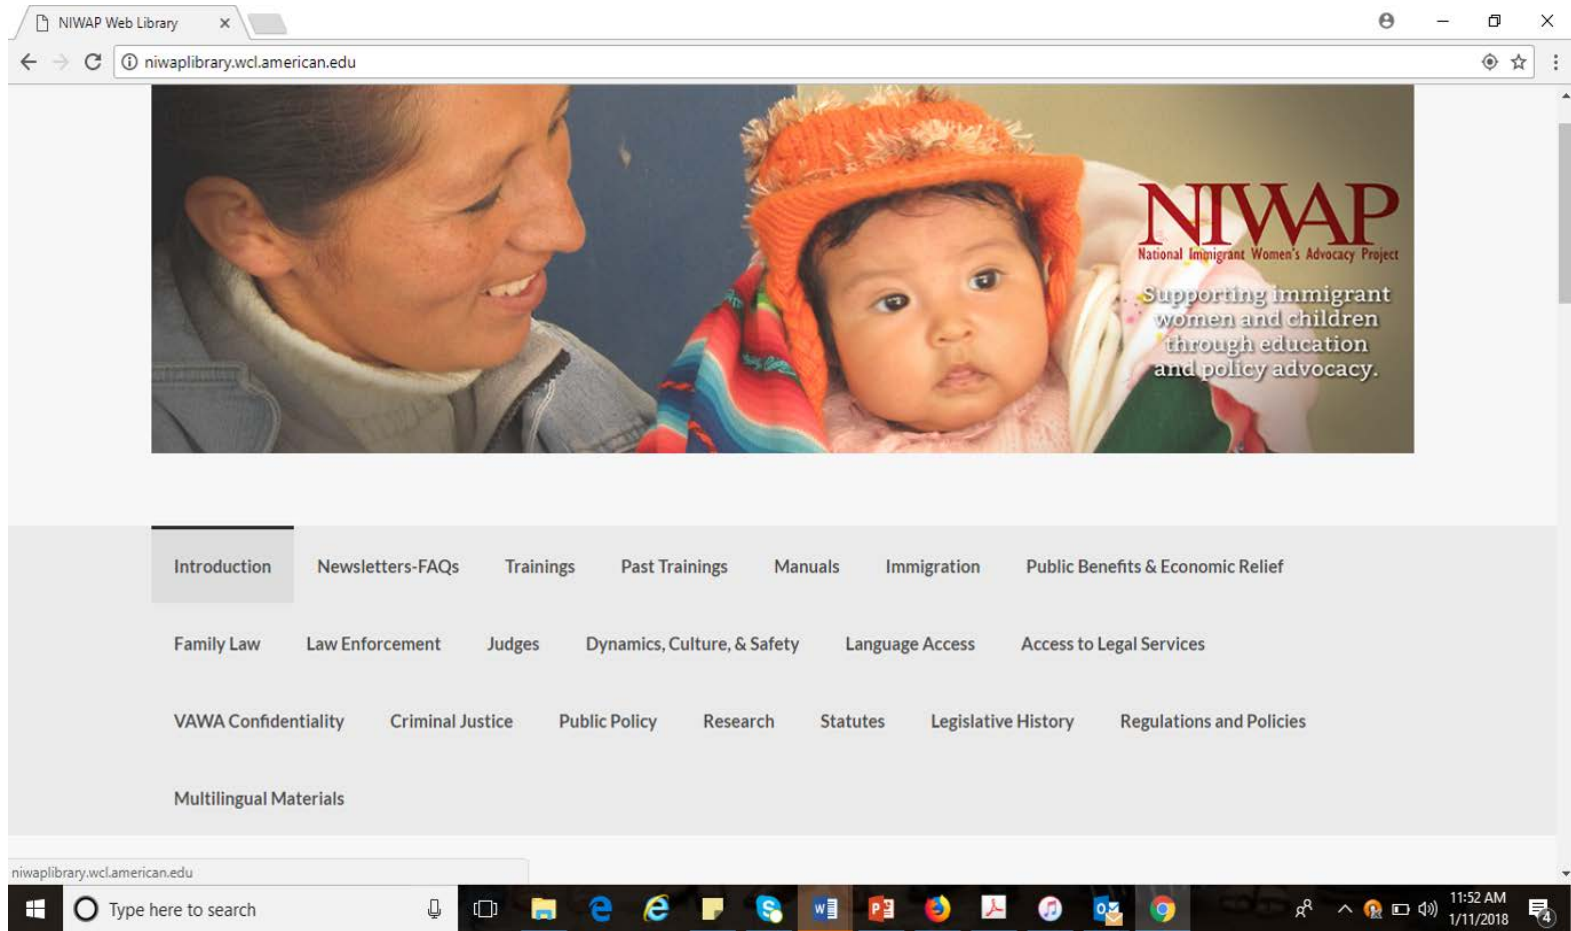 NIWAP Web Library
niwaplibrary.wcl.american.edu
NIWAP
National Immigrant Women's Advocacy Project
Supporting immigrant
women and children
through education
and policy advocacy.
Introduction Newsletters-FAQs Trainings Past Trainings Manuals Immigration Public Benefits & Economic Relief
Family Law Law Enforcement Judges Dynamics, Culture, & Safety Language Access Access to Legal Services
VAWA Confidentiality Criminal Justice Public Policy Research Statutes Legislative History Regulations and Policies
Multilingual Materials
niwaplibrary.wcl.american.edu
Type here to search
11:52 AM
1/11/2018
4